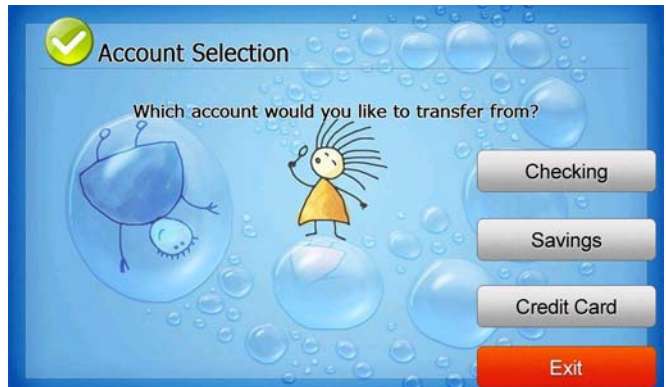 Account Selection
Which account would you like to transfer from?
Checking
Savings
Credit Card
Exit